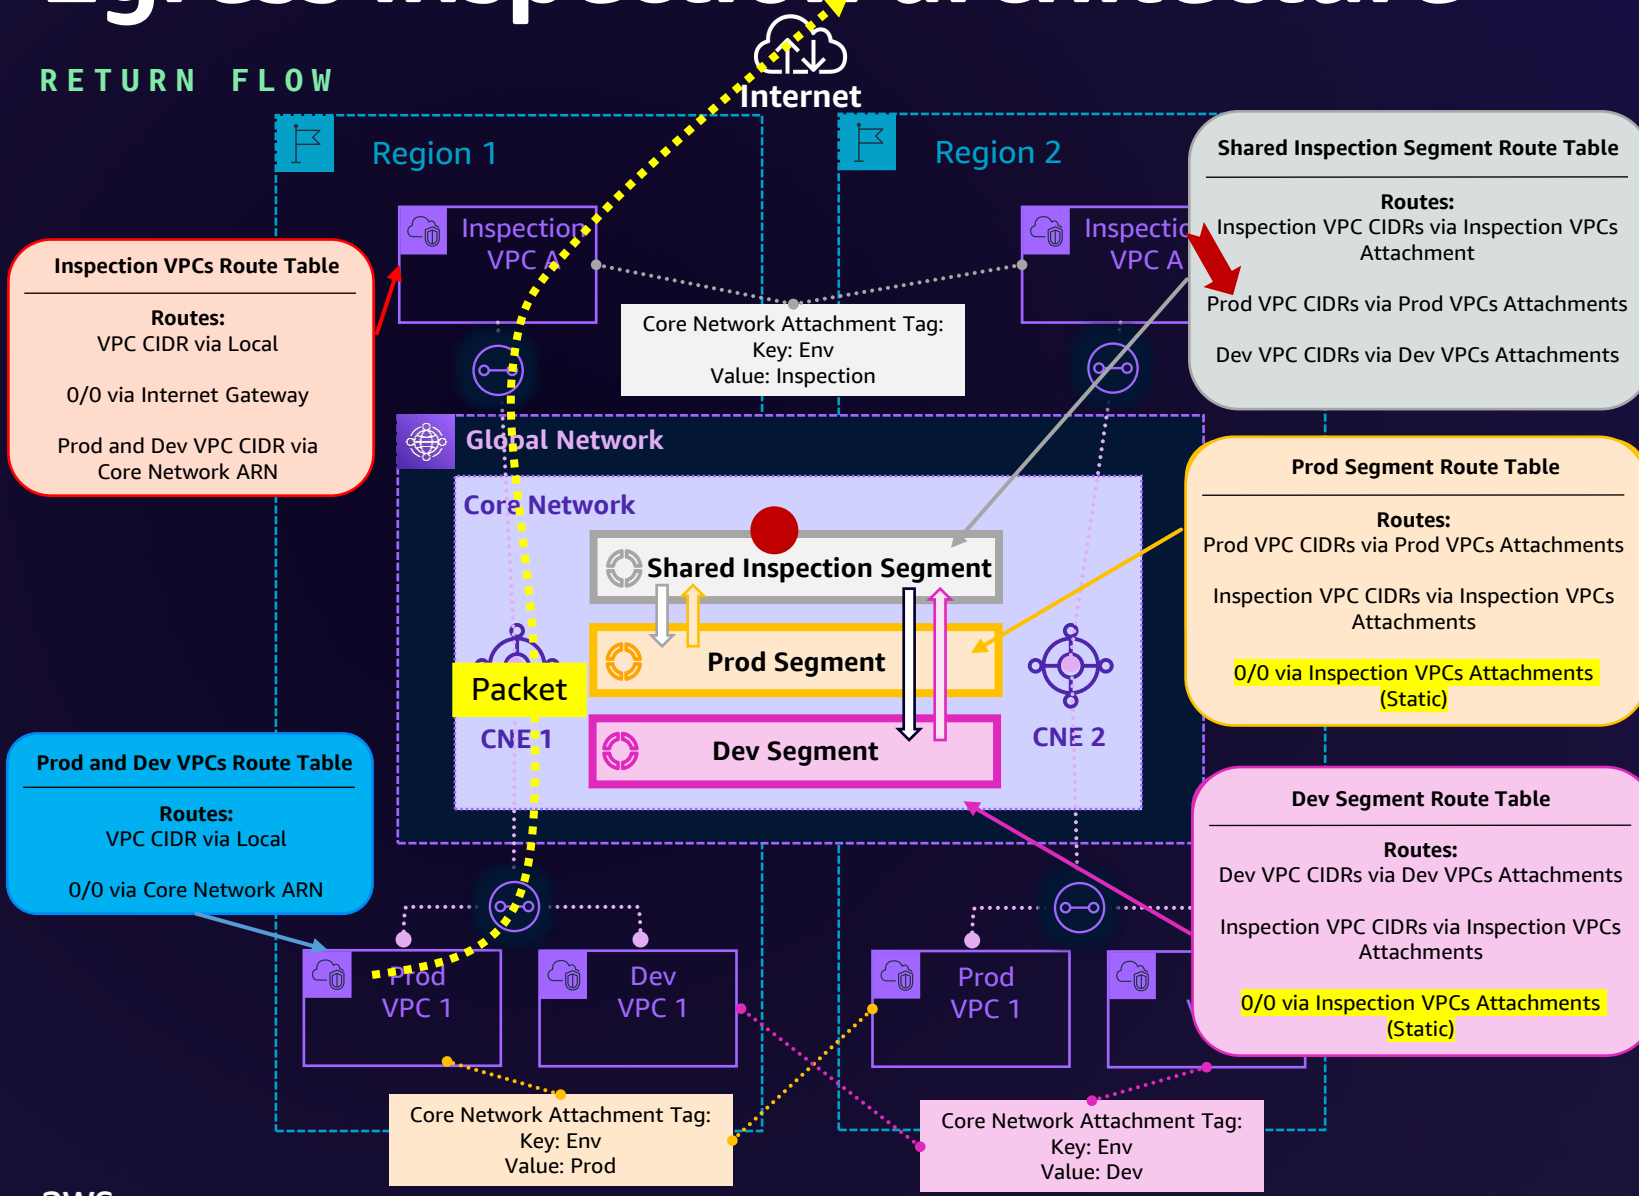 Egress inspection architecture
RETURN FLOW
Internet
Region 1
Region 2
Inspection
VPC A
Inspectio
VPC A
Core Network Attachment Tag:
Key: Env
Value: Inspection
Inspection VPCs Route Table
Routes:
VPC CIDR via Local
0/0 via Internet Gateway
Prod and Dev VPC CIDR via
Core Network ARN
Shared Inspection Segment Route Table
Routes:
Inspection VPC CIDRs via Inspection VPCs
Attachment
Prod VPC CIDRs via Prod VPCs Attachments
Dev VPC CIDRs via Dev VPCs Attachments
Global Network
Core Network
Shared Inspection Segment
Prod Segment
Dev Segment
Packet
CNE 1
CNE 2
Prod Segment Route Table
Routes:
Prod VPC CIDRs via Prod VPCs Attachments
Inspection VPC CIDRs via Inspection VPCs
Attachments
0/0 via Inspection VPCs Attachments
(Static)
Prod and Dev VPCs Route Table
Routes:
VPC CIDR via Local
0/0 via Core Network ARN
Dev Segment Route Table
Routes:
Dev VPC CIDRs via Dev VPCs Attachments
Inspection VPC CIDRs via Inspection VPCs
Attachments
0/0 via Inspection VPCs Attachments
(Static)
Prod
VPC 1
Dev
VPC 1
Prod
VPC 1
Core Network Attachment Tag:
Key: Env
Value: Prod
Core Network Attachment Tag:
Key: Env
Value: Dev
aws